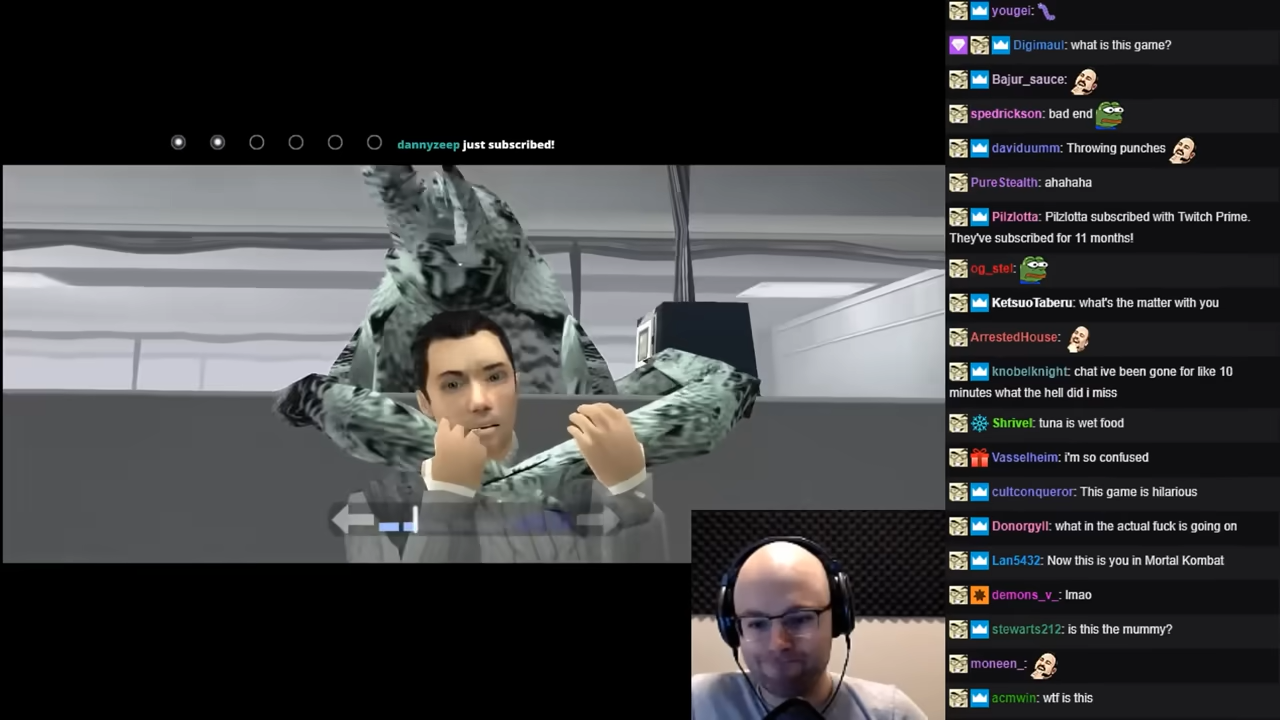 dannyzeep just subscribed!
yougei:
Digimaul: what is this game?
Bajur_sauce:
spedrickson: bad end
daviduumm: Throwing punches
PureStealth: ahahaha
Pilzlotta: Pilzlotta subscribed with Twitch Prime.
They've subscribed for 11 months!
og_stei:
KetsuoTaberu: what's the matter with you
ArrestedHouse:
knobelknight: chat ive been gone for like 10
minutes what the hell did i miss
Shrivel: tuna is wet food
Vasselheim: i'm so confused
cultconqueror: This game is hilarious
Donorgyll: what in the actual fuck is going on
Lan5432: Now this is you in Mortal Kombat
demons_v_: lmao
stewarts212: is this the mummy?
moneen_:
acmwin: wtf is this